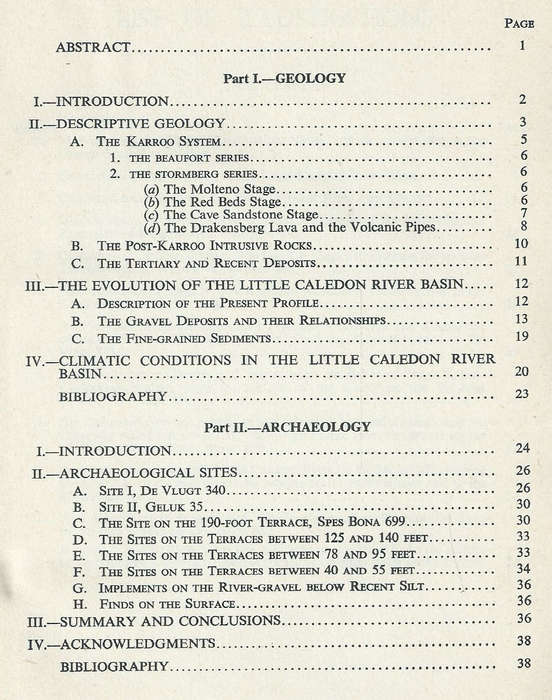 PAGE
ABSTRACT................................................ 1
Part I.—GEOLOGY
I.—INTRODUCTION................................................ 2
II.—DESCRIPTIVE GEOLOGY................................................ 3
A. THE KARROO SYSTEM................................................ 5
1. THE BEAUFORT SERIES................................................ 6
2. THE STORMBERG SERIES................................................ 6
(a) The Molteno Stage................................................ 6
(b) The Red Beds Stage................................................ 6
(c) The Cave Sandstone Stage................................................ 7
(d) The Drakensberg Lava and the Volcanic Pipes........ 8
B. THE POST-KARROO INTRUSIVE ROCKS................................ 10
C. THE TERTIARY AND RECENT DEPOSITS................................ 11
III.—THE EVOLUTION OF THE LITTLE CALEDON RIVER BASIN..... 12
A. DESCRIPTION OF THE PRESENT PROFILE................................ 12
B. THE GRAVEL DEPOSITS AND THEIR RELATIONSHIPS................ 13
C. THE FINE-GRAINED SEDIMENTS................................ 19
IV.—CLIMATIC CONDITIONS IN THE LITTLE CALEDON RIVER
BASIN................................................ 20
BIBLIOGRAPHY................................................ 23
Part II.—ARCHAEOLOGY
I.—INTRODUCTION................................................ 24
II.—ARCHAEOLOGICAL SITES................................................ 26
A. SITE I, DE VLUGT 340................................................ 26
B. SITE II, GELUK 35................................................ 30
C. THE SITE ON THE 190-FOOT TERRACE, SPES BONA 699................ 30
D. THE SITES ON THE TERRACES BETWEEN 125 AND 140 FEET............ 33
E. THE SITES ON THE TERRACES BETWEEN 78 AND 95 FEET............ 33
F. THE SITES ON THE TERRACES BETWEEN 40 AND 55 FEET............ 34
G. IMPLEMENTS ON THE RIVER-GRAVEL BELOW RECENT SILT............ 36
H. FINDS ON THE SURFACE................................................ 36
III.—SUMMARY AND CONCLUSIONS................................ 36
IV.—ACKNOWLEDGMENTS................................................ 38
BIBLIOGRAPHY................................................ 38